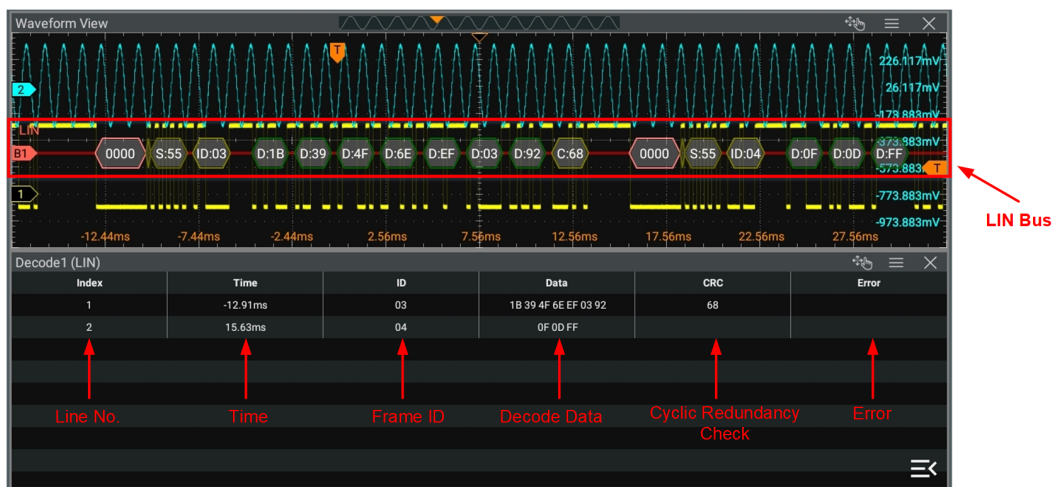 Waveform View
T
226.117mV
2
26.117mV
-173.883mV
LIN
-373.883mV
B1
0000 S:55 ID:03 D:1B D:39 D:4F D:6E D:EF D:03 D:92 C:68 0000 S:55 ID:04 D:0F D:0D D:FF
T
1
-773.883mV
LIN Bus
-973.883mV
-12.44ms -7.44ms -2.44ms 2.56ms 7.56ms 12.56ms 17.56ms 22.56ms 27.56ms
Decode1 (LIN)
Index Time ID Data CRC Error
1 -12.91ms 03 1B 39 4F 6E EF 03 92 68
2 15.63ms 04 0F 0D FF
Line No. Time Frame ID Decode Data Cyclic Redundancy Check Error